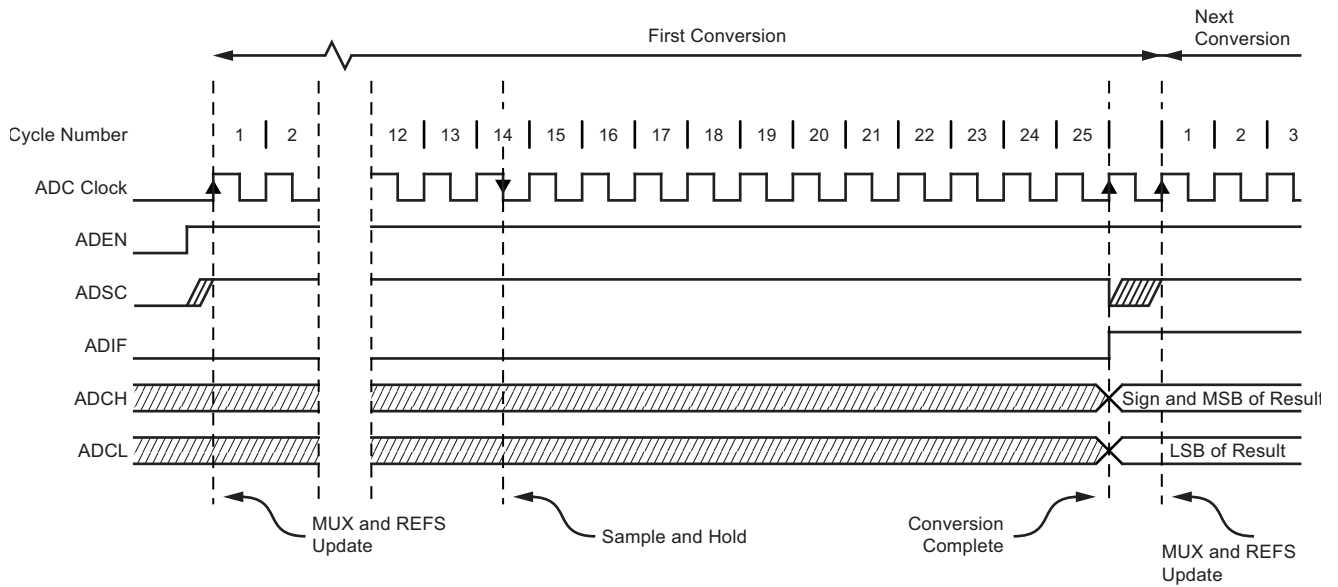 Next
Conversion
First Conversion
Cycle Number 1 2 12 13 14 15 16 17 18 19 20 21 22 23 24 25 1 2 3
ADC Clock
ADEN
ADSC
ADIF
ADCH Sign and MSB of Result
ADCL LSB of Result
MUX and REFS
Update
Sample and Hold
Conversion
Complete
MUX and REFS
Update